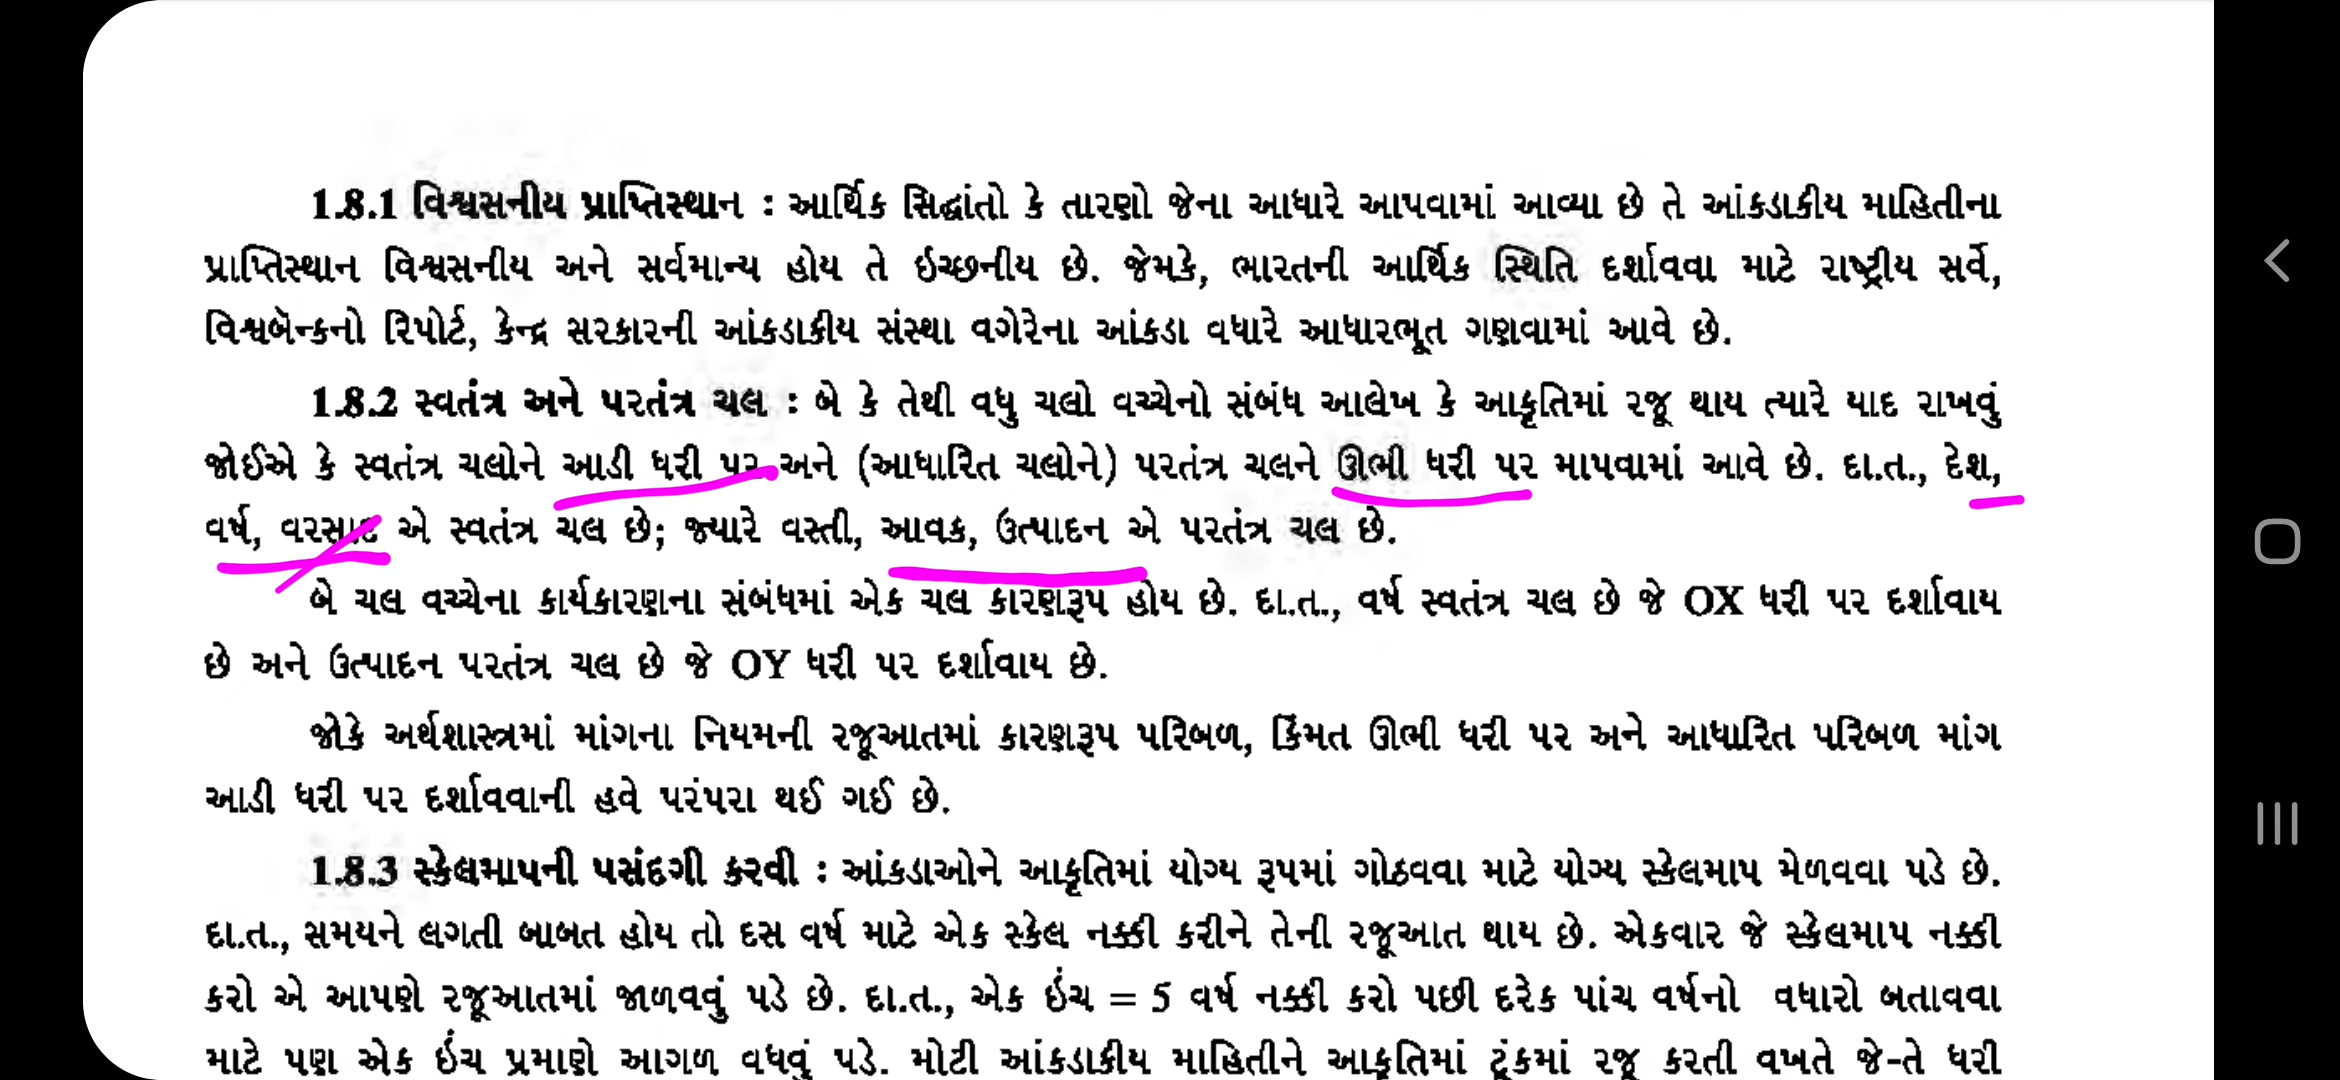 1.8.1 વિશ્વસનીય પ્રાપ્તિસ્થાન : આર્થિક સિદ્ધાંતો કે તારણો જેના આધારે આપવામાં આવ્યા છે તે આંકડાકીય માહિતીના
પ્રાપ્તિસ્થાન વિશ્વસનીય અને સર્વમાન્ય હોય તે ઇચ્છનીય છે. જેમકે, ભારતની આર્થિક સ્થિતિ દર્શાવવા માટે રાષ્ટ્રીય સર્વે,
વિશ્વબૅન્કનો રિપોર્ટ, કેન્દ્ર સરકારની આંકડાકીય સંસ્થા વગેરેના આંકડા વધારે આધારભૂત ગણવામાં આવે છે.
1.8.2 સ્વતંત્ર અને પરતંત્ર ચલ : બે કે તેથી વધુ ચલો વચ્ચેનો સંબંધ આલેખ કે આકૃતિમાં રજૂ થાય ત્યારે યાદ રાખવું
જોઈએ કે સ્વતંત્ર ચલોને આડી ધરી પર અને (આધારિત ચલોને) પરતંત્ર ચલને ઊભી ધરી પર માપવામાં આવે છે. દા.ત., દેશ,
વર્ષ, વરસાદ એ સ્વતંત્ર ચલ છે; જ્યારે વસ્તી, આવક, ઉત્પાદન એ પરતંત્ર ચલ છે.
બે ચલ વચ્ચેના કાર્યકારણના સંબંધમાં એક ચલ કારણરૂપ હોય છે. દા.ત., વર્ષ સ્વતંત્ર ચલ છે જે OX ધરી પર દર્શાવાય
છે અને ઉત્પાદન પરતંત્ર ચલ છે જે OY ધરી પર દર્શાવાય છે.
જોકે અર્થશાસ્ત્રમાં માંગના નિયમની રજૂઆતમાં કારણરૂપ પરિબળ, કિંમત ઊભી ધરી પર અને આધારિત પરિબળ માંગ
આડી ધરી પર દર્શાવવાની હવે પરંપરા થઈ ગઈ છે.
1.8.3 સ્કેલમાપની પસંદગી કરવી : આંકડાઓને આકૃતિમાં યોગ્ય રૂપમાં ગોઠવવા માટે યોગ્ય સ્કેલમાપ મેળવવા પડે છે.
દા.ત., સમયને લગતી બાબત હોય તો દસ વર્ષ માટે એક સ્કેલ નક્કી કરીને તેની રજૂઆત થાય છે. એકવાર જે સ્કેલમાપ નક્કી
કરો એ આપણે રજૂઆતમાં જાળવવું પડે છે. દા.ત., એક ઇંચ = 5 વર્ષ નક્કી કરો પછી દરેક પાંચ વર્ષનો વધારો બતાવવા
માટે પણ એક ઇંચ પ્રમાણે આગળ વધવું પડે. મોટી આંકડાકીય માહિતીને આકૃતિમાં ટૂંકમાં રજૂ કરતી વખતે જે-તે ધરી